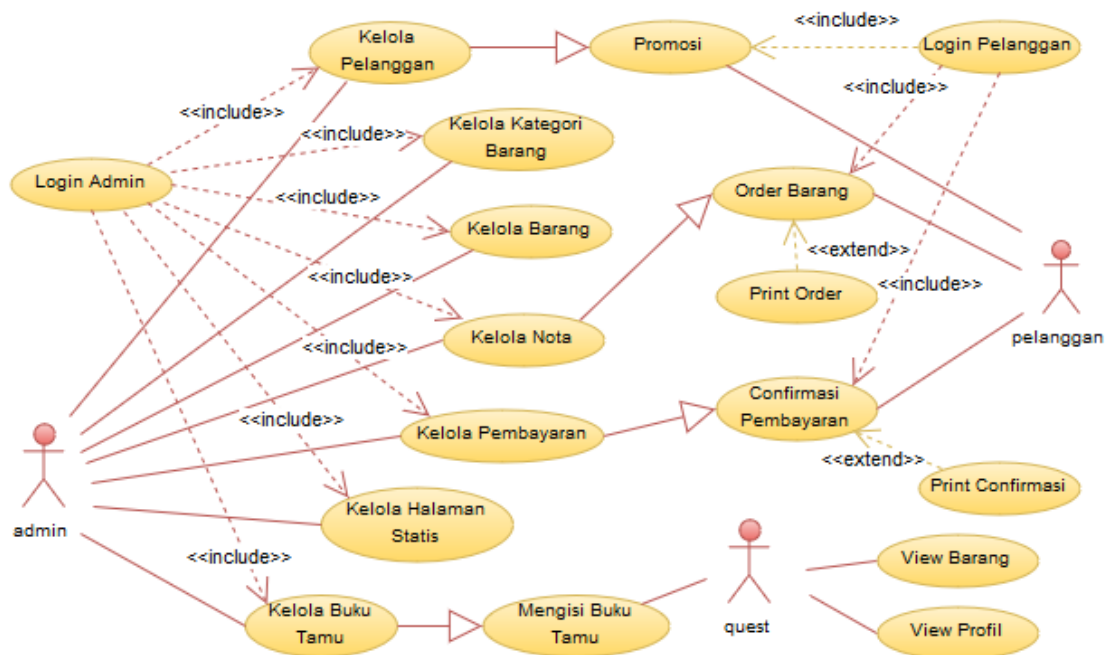 Kelola
Pelanggan
Promosi
<<include>>
Login Pelanggan
<<include>>
<<include>>
<<include>>
Kelola Kategori
Barang
Login Admin
Order Barang
<<include>>
Kelola Barang
<<extend>>
<<include>>
<<include>>
Print Order
<<include>>
Kelola Nota
pelanggan
Confirmasi
Pembayaran
<<include>>
Kelola Pembayaran
<<extend>>
Print Confirmasi
Kelola Halaman
Statis
admin
<<include>>
View Barang
Kelola Buku
Tamu
Mengisi Buku
Tamu
quest
View Profil